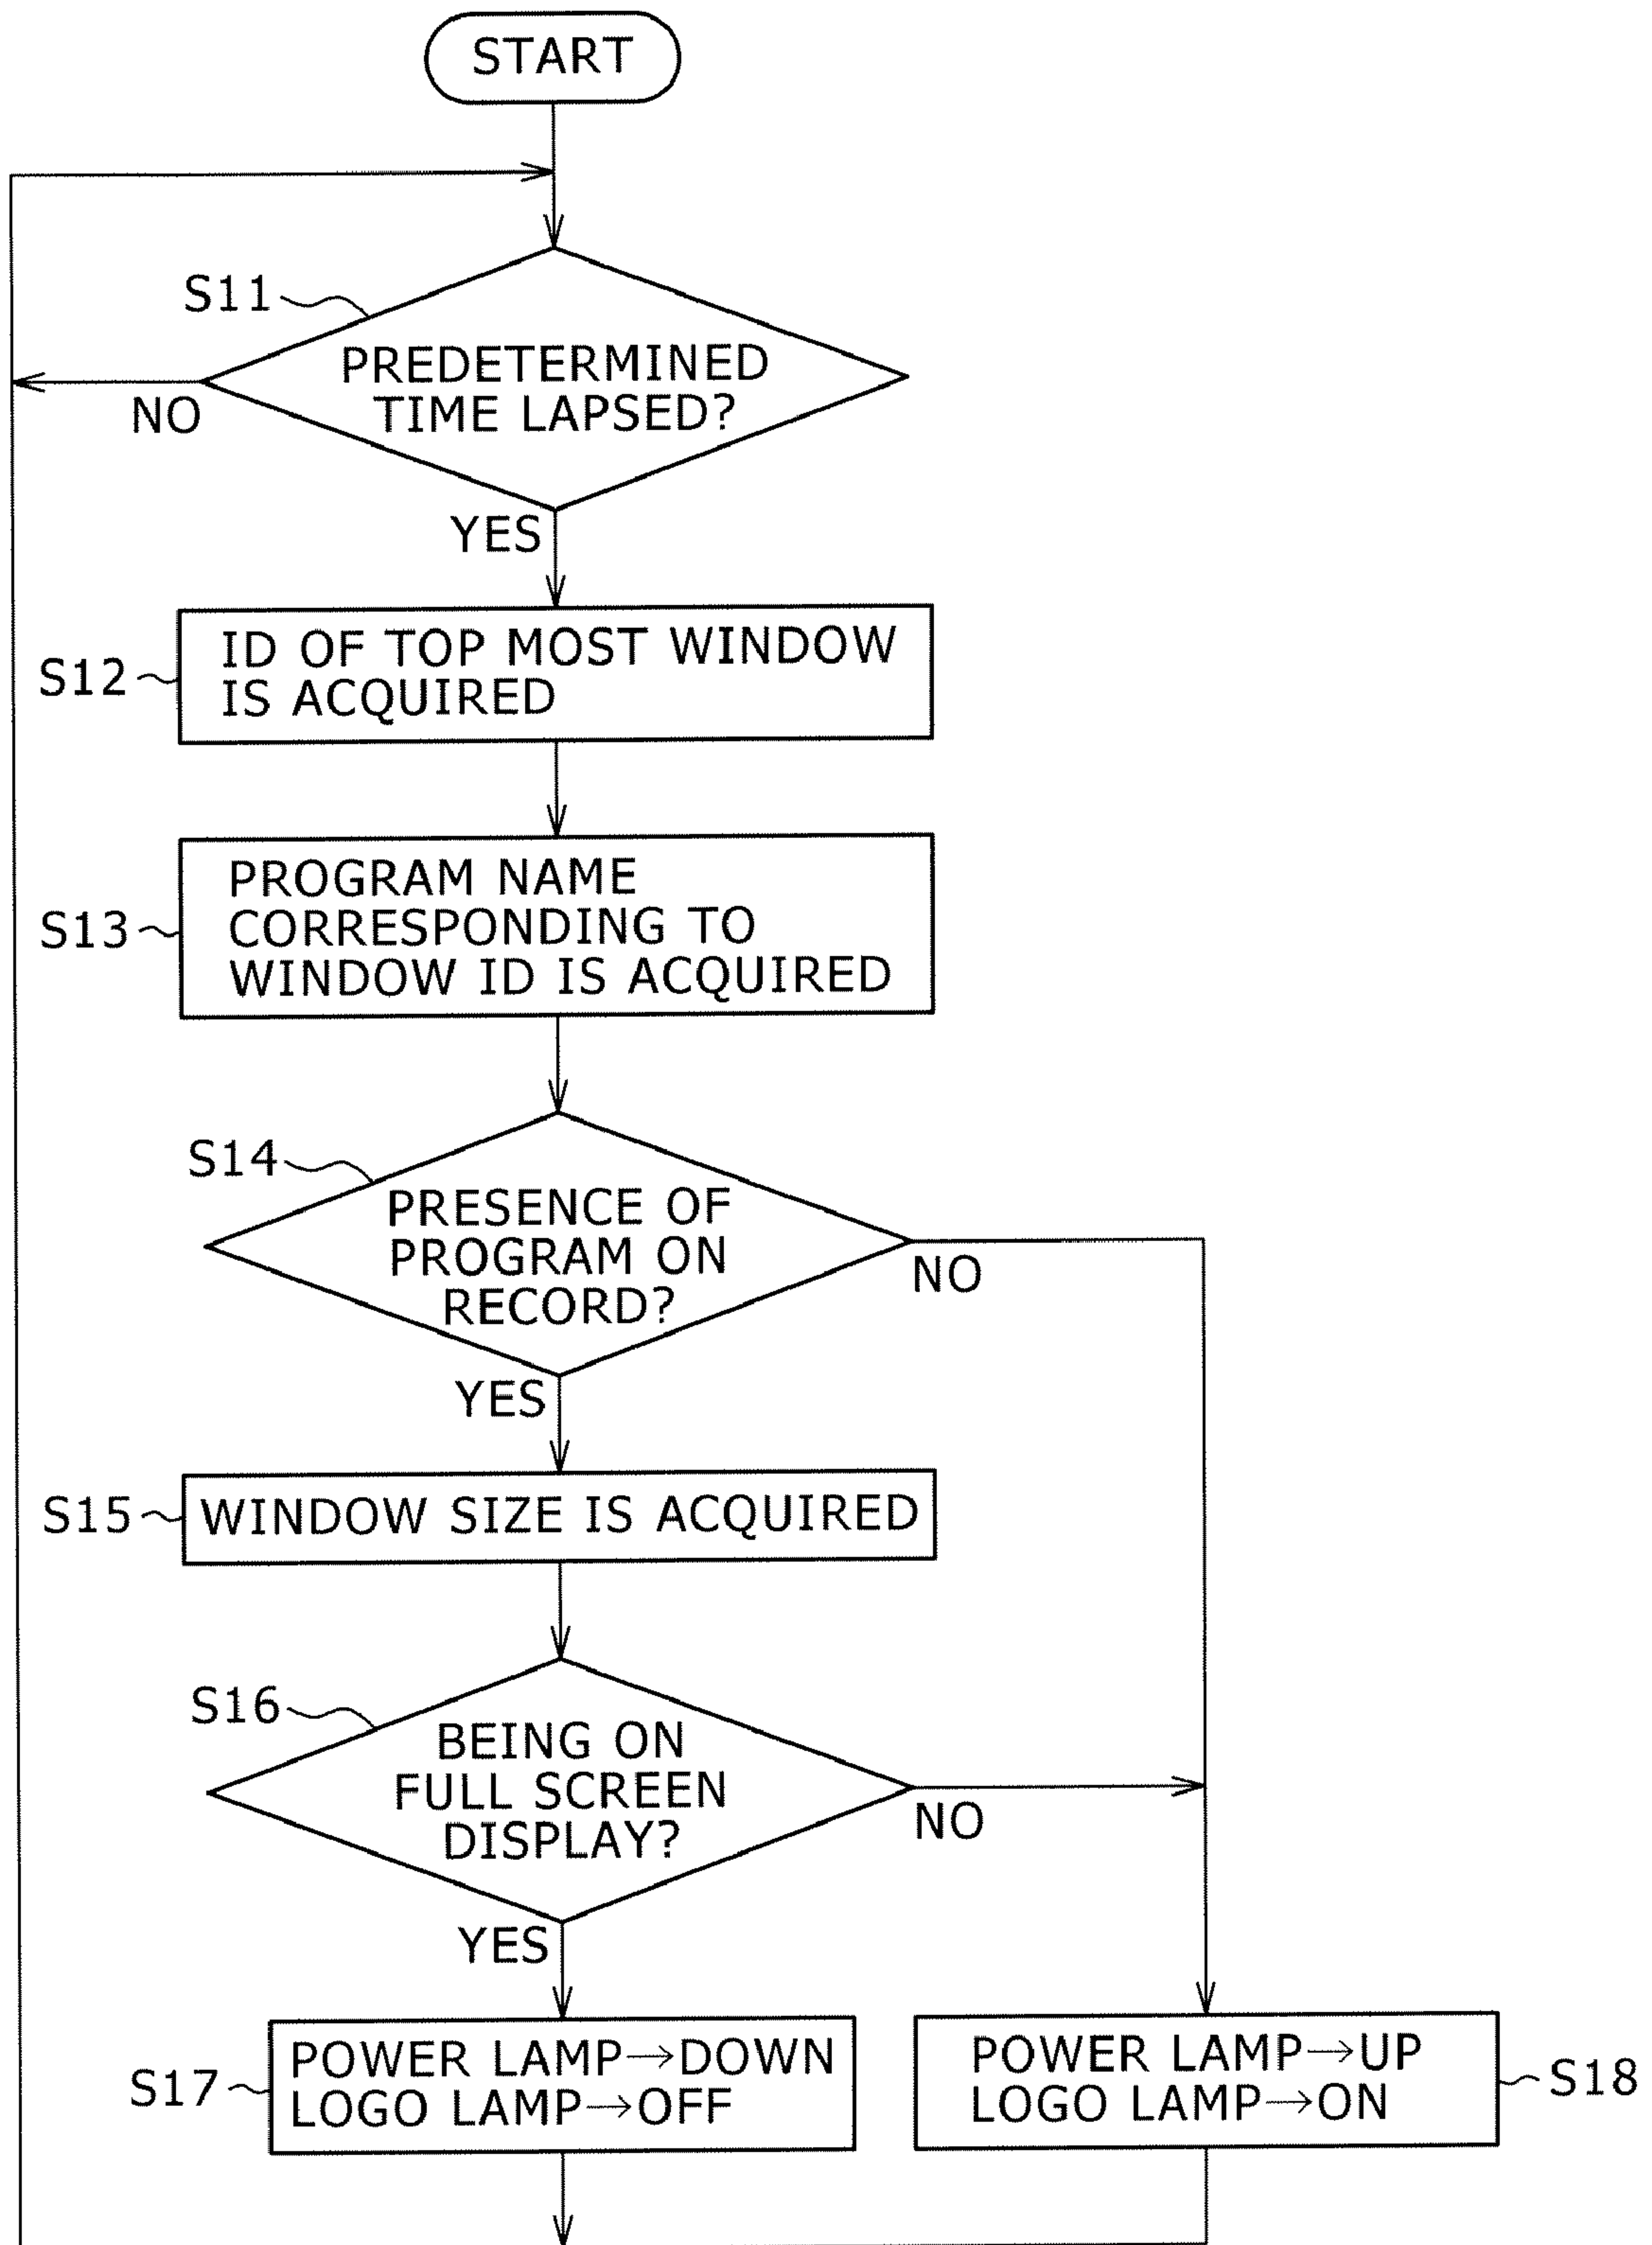 START
S11
PREDETERMINED
TIME LAPSED?
NO
YES
S12
ID OF TOP MOST WINDOW
IS ACQUIRED
S13
PROGRAM NAME
CORRESPONDING TO
WINDOW ID IS ACQUIRED
S14
PRESENCE OF
PROGRAM ON
RECORD?
NO
YES
S15
WINDOW SIZE IS ACQUIRED
S16
BEING ON
FULL SCREEN
DISPLAY?
NO
YES
S17
POWER LAMP→DOWN
LOGO LAMP→OFF
POWER LAMP→UP
LOGO LAMP→ON
S18